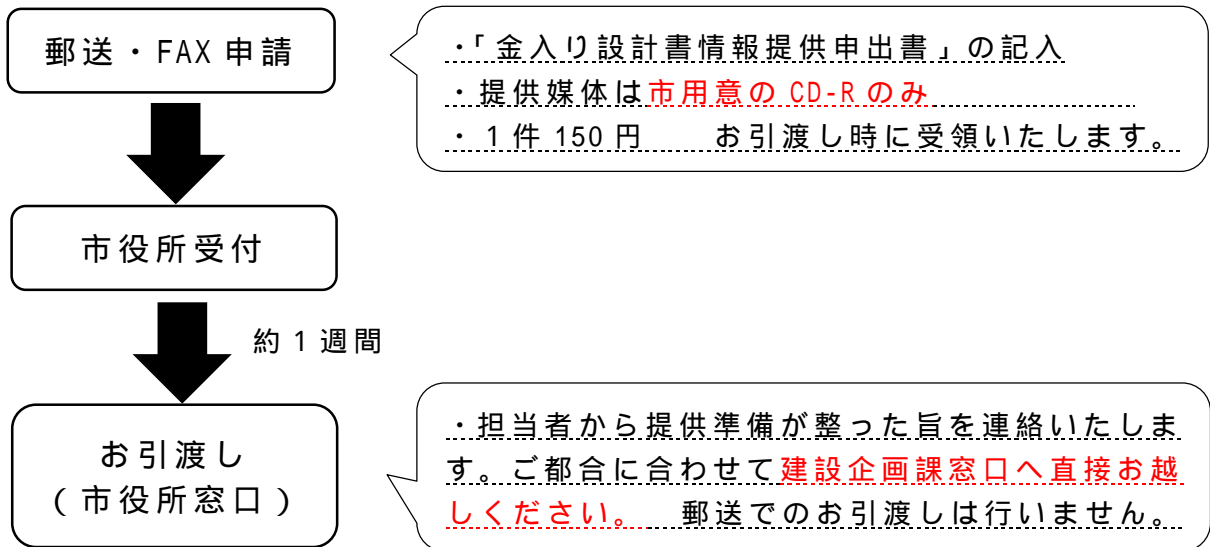 郵送・FAX申請
・「金入り設計書情報提供申出書」の記入
・提供媒体は市用意のCD-Rのみ
・1件150円　　お引渡し時に受領いたします。
市役所受付
約1週間
お引渡し
(市役所窓口)
・担当者から提供準備が整った旨を連絡いたしま
す。ご都合に合わせて建設企画課窓口へ直接お越
しください。　郵送でのお引渡しは行いません。